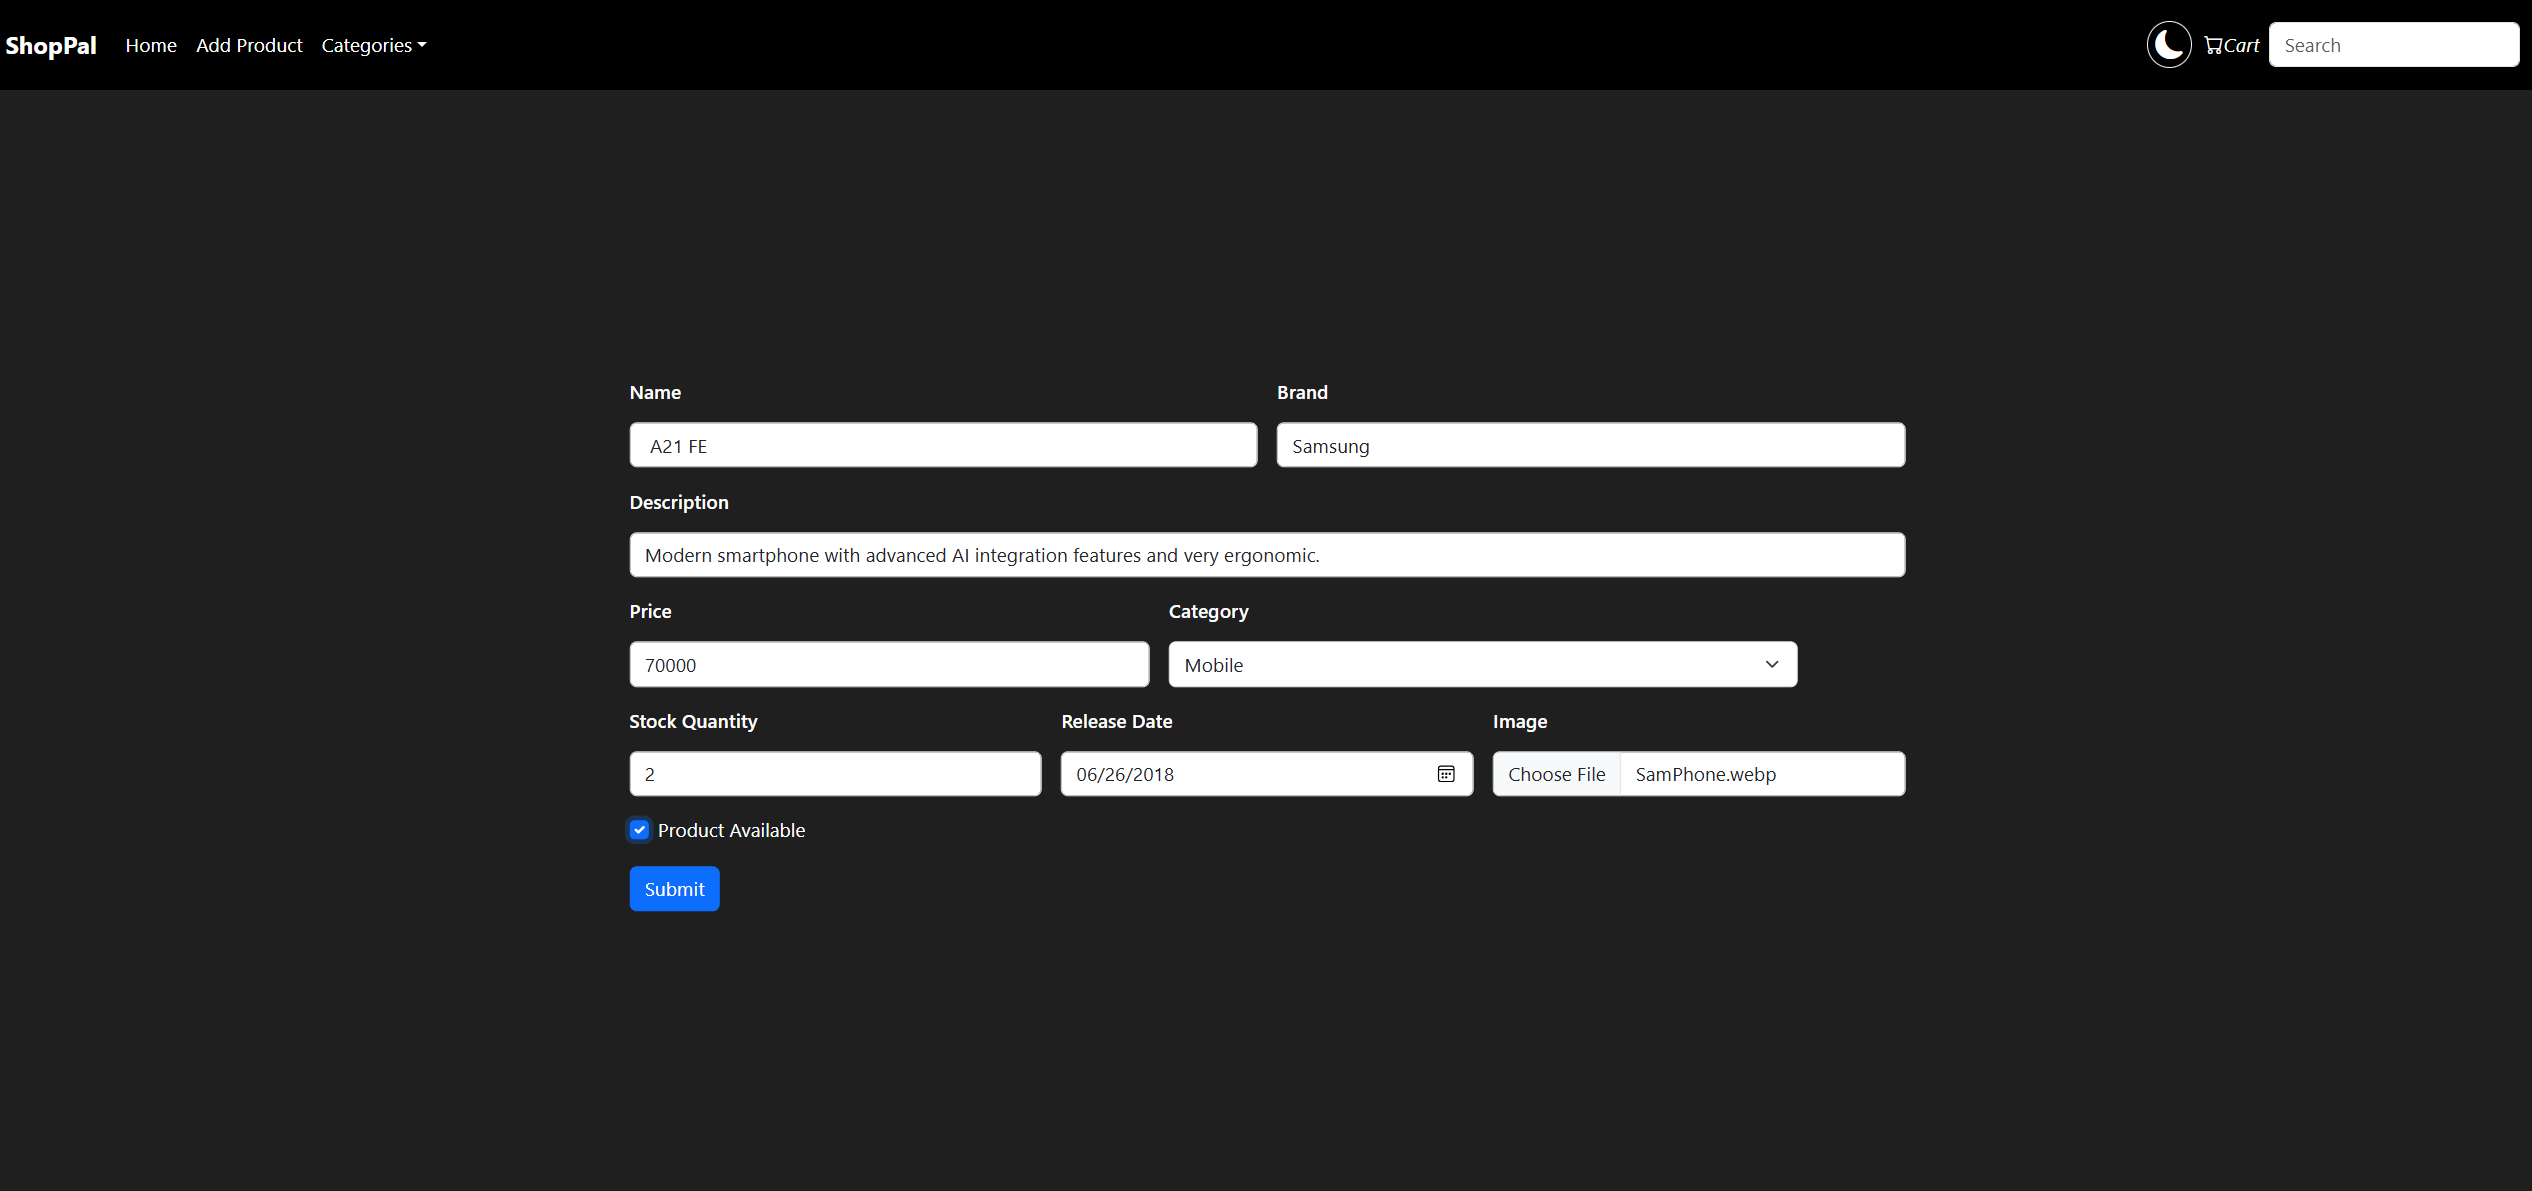 ShopPal Home Add Product Categories Cart Search
Name Brand
A21 FE Samsung
Description
Modern smartphone with advanced AI integration features and very ergonomic.
Price Category
70000 Mobile
Stock Quantity Release Date Image
2 06/26/2018 Choose File SamPhone.webp
Product Available
Submit